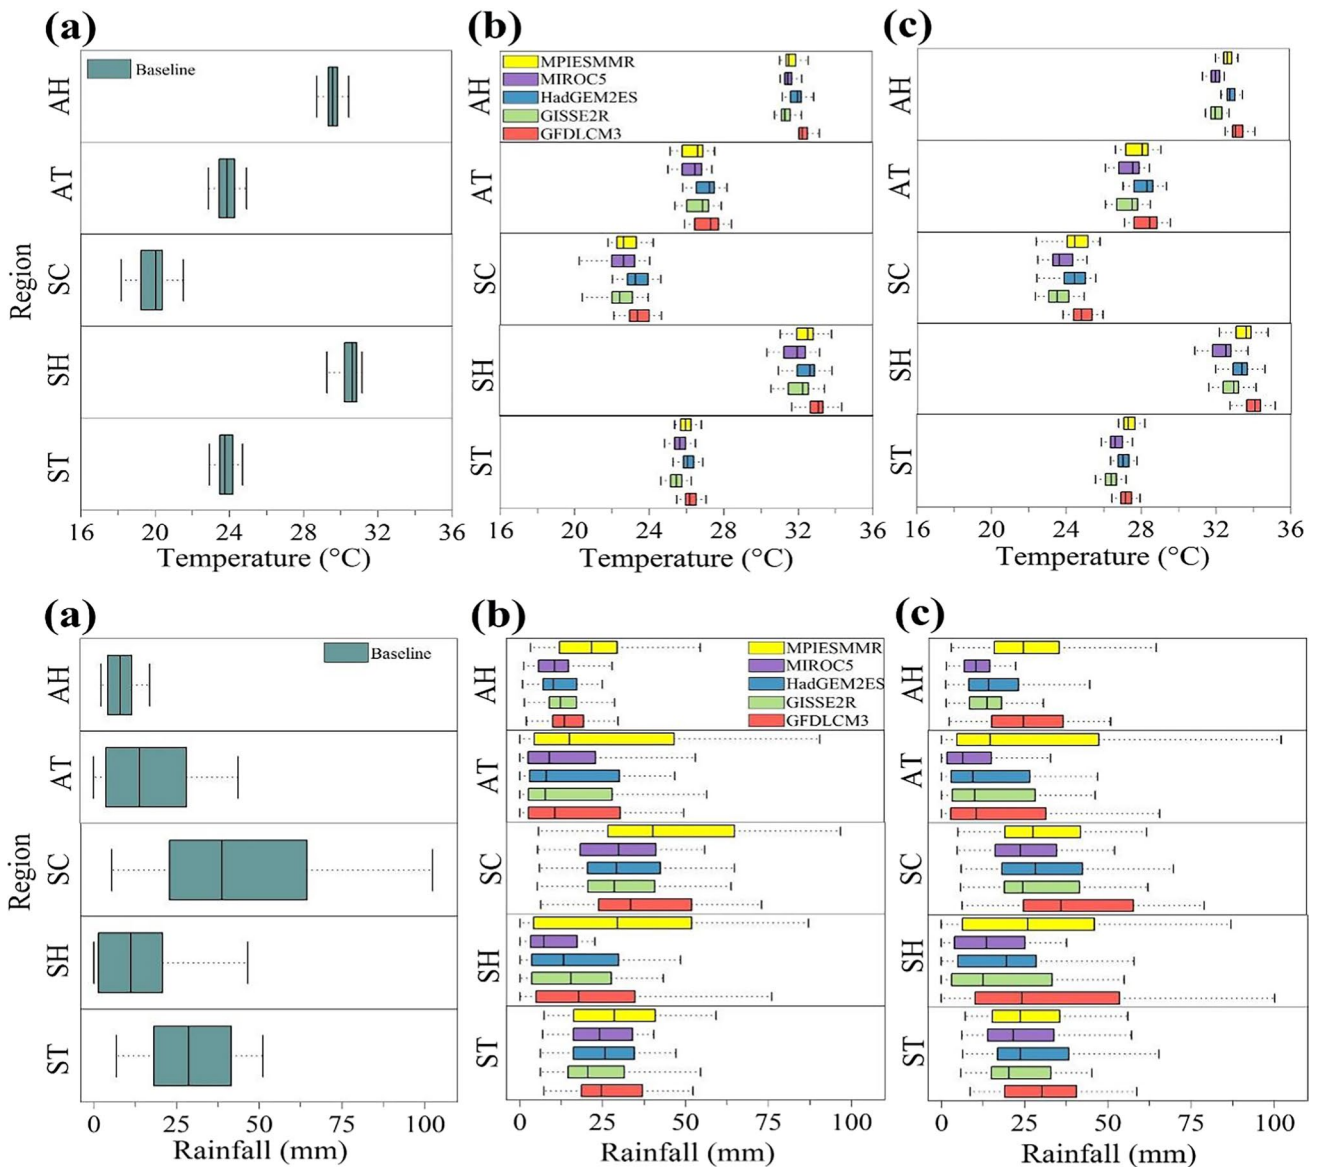 (a)
(b)
(c)
Baseline
MPIESMMR
MIROC5
HadGEM2ES
GISSE2R
GFDLCM3
Region
AH
AT
SC
SH
ST
AH
AT
SC
SH
ST
AH
AT
SC
SH
ST
16 20 24 28 32 36
16 20 24 28 32 36
16 20 24 28 32 36
Temperature (°C)
Temperature (°C)
Temperature (°C)
(a)
(b)
(c)
Baseline
MPIESMMR
MIROC5
HadGEM2ES
GISSE2R
GFDLCM3
Region
AH
AT
SC
SH
ST
AH
AT
SC
SH
ST
AH
AT
SC
SH
ST
0 25 50 75 100
0 25 50 75 100
0 25 50 75 100
Rainfall (mm)
Rainfall (mm)
Rainfall (mm)